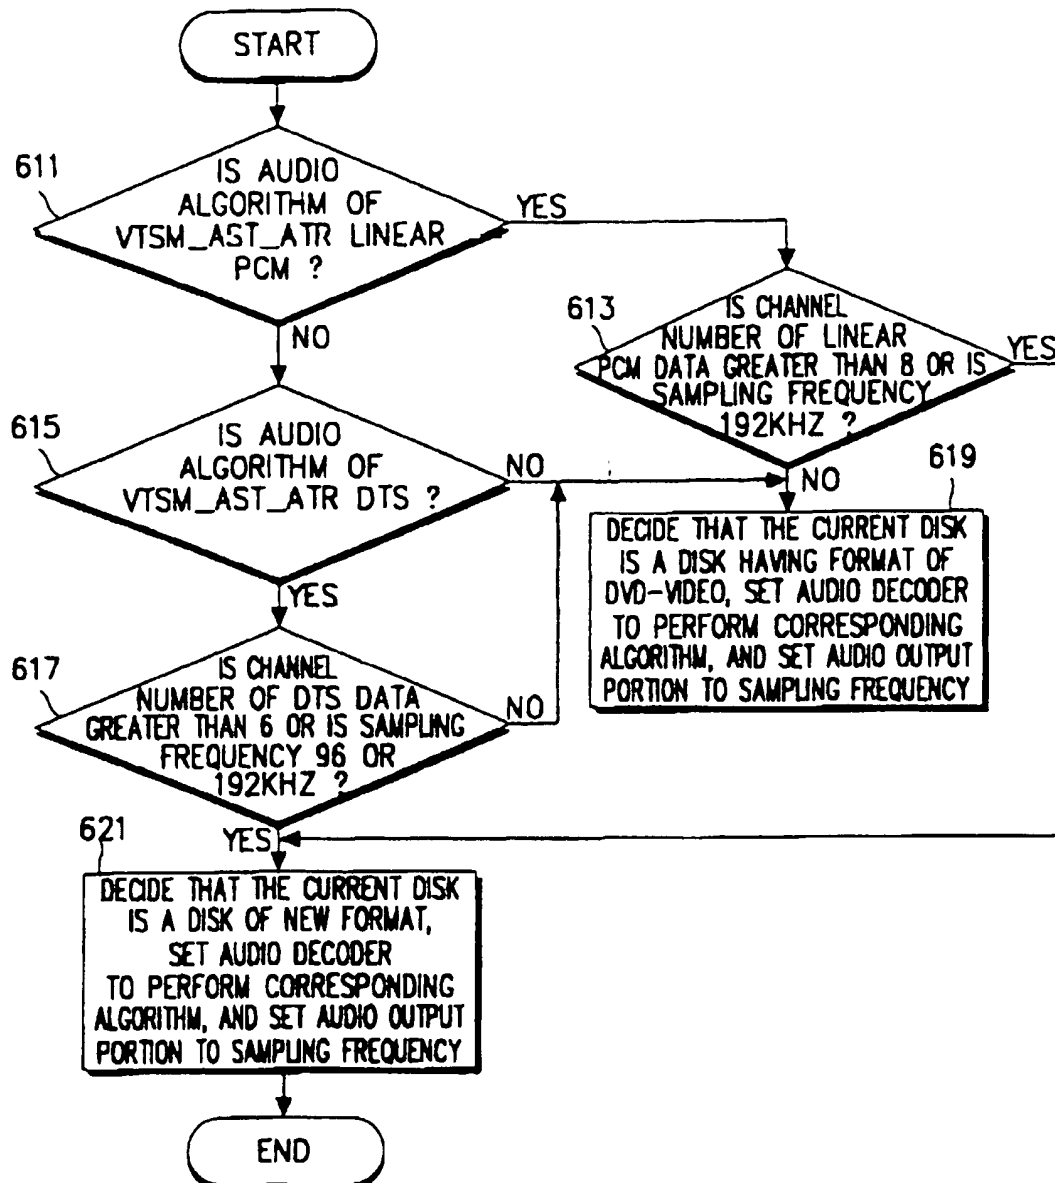 START
611
IS AUDIO
ALGORITHM OF
VTSM_AST_ATR LINEAR
PCM ?
YES
NO
613
IS CHANNEL
NUMBER OF LINEAR
PCM DATA GREATER THAN 8 OR IS
SAMPLING FREQUENCY
192KHZ ?
YES
NO
615
IS AUDIO
ALGORITHM OF
VTSM_AST_ATR DTS ?
NO
YES
619
DECIDE THAT THE CURRENT DISK
IS A DISK HAVING FORMAT OF
DVD-VIDEO, SET AUDIO DECODER
TO PERFORM CORRESPONDING
ALGORITHM, AND SET AUDIO OUTPUT
PORTION TO SAMPLING FREQUENCY
617
IS CHANNEL
NUMBER OF DTS DATA
GREATER THAN 6 OR IS SAMPLING
FREQUENCY 96 OR
192KHZ ?
NO
YES
621
DECIDE THAT THE CURRENT DISK
IS A DISK OF NEW FORMAT,
SET AUDIO DECODER
TO PERFORM CORRESPONDING
ALGORITHM, AND SET AUDIO OUTPUT
PORTION TO SAMPLING FREQUENCY
END